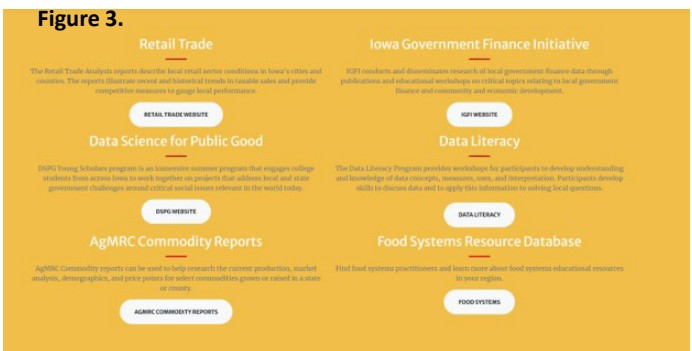 Figure 3.
Retail Trade
The Retail Trade Analysis reports describe local retail sector conditions in Iowa's cities and
counties. The reports illustrate recent and historical trends in taxable sales and provide
competitive measures to gauge local performance.
RETAIL TRADE WEBSITE
Iowa Government Finance Initiative
IGFI conducts and disseminates research of local government finance data through
publications and educational workshops on critical topics relating to local government
finance and community and economic development.
IGFI WEBSITE
Data Science for Public Good
DSPG Young Scholars program is an immersive summer program that engages college
students from across Iowa to work together on projects that address local and state
government challenges around critical social issues relevant in the world today.
DSPG WEBSITE
Data Literacy
The Data Literacy Program provides workshops for participants to develop understanding
and knowledge of data concepts, measures, uses, and interpretation. Participants develop
skills to discuss data and to apply this information to solving local questions.
DATA LITERACY
AgMRC Commodity Reports
AgMRC Commodity reports can be used to help research the current production, market
analysis, demographics, and price points for select commodities grown or raised in a state
or county.
AGMRC COMMODITY REPORTS
Food Systems Resource Database
Find food systems practitioners and learn more about food systems educational resources
in your region.
FOOD SYSTEMS